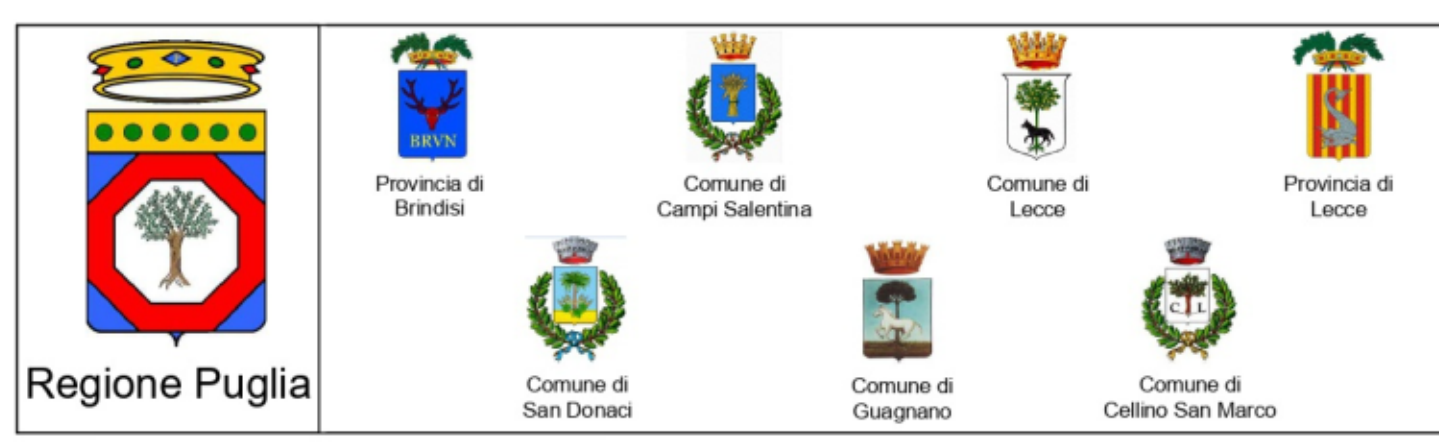 Regione Puglia
BRVN
Provincia di
Brindisi
Comune di
Campi Salentina
Comune di
Lecce
Provincia di
Lecce
Comune di
San Donaci
Comune di
Guagnano
C L
Comune di
Cellino San Marco